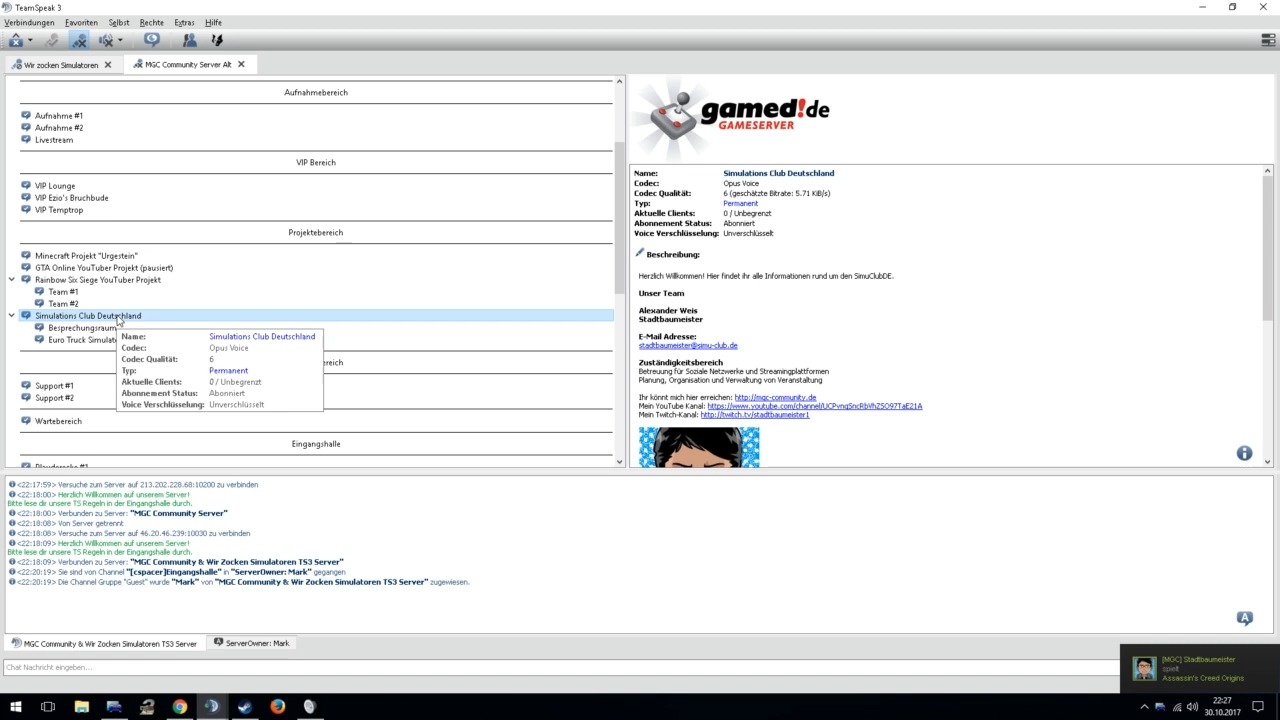 TeamSpeak 3
Verbindungen Favoriten Selbst Rechte Extras Hilfe
Wir zocken Simulatoren
MGC Community Server Alt
Aufnahmebereich
Aufnahme #1
Aufnahme #2
Livestream
VIP Bereich
VIP Lounge
VIP Ezio's Bruchbude
VIP Temptrop
Projektebereich
Minecraft Projekt "Urgestein"
GTA Online YouTuber Projekt (pausiert)
Rainbow Six Siege YouTuber Projekt
Team #1
Team #2
Simulations Club Deutschland
Besprechungsraum
Euro Truck Simulat
Name: Simulations Club Deutschland
Codec: Opus Voice
Codec Qualität: 6
Typ: Permanent
Aktuelle Clients: 0 / Unbegrenzt
Abonnement Status: Abonniert
Voice Verschlüsselung: Unverschlüsselt
ereich
Support #1
Support #2
Wartebereich
Eingangshalle
Plauderecke #1
gamed!de
GAMESERVER
Name: Simulations Club Deutschland
Codec: Opus Voice
Codec Qualität: 6 (geschätzte Bitrate: 5.71 KiB/s)
Typ: Permanent
Aktuelle Clients: 0 / Unbegrenzt
Abonnement Status: Abonniert
Voice Verschlüsselung: Unverschlüsselt
Beschreibung:
Herzlich Willkommen! Hier findet ihr alle Informationen rund um den SimuClubDE.
Unser Team
Alexander Weis
Stadtbaumeister
E-Mail Adresse:
stadtbaumeister@simu-club.de
Zuständigkeitsbereich
Betreuung für Soziale Netzwerke und Streamingplattformen
Planung, Organisation und Verwaltung von Veranstaltung
Ihr könnt mich hier erreichen: http://mgc-community.de
Mein YouTube Kanal: https://www.youtube.com/channel/UCPvnqSncRbVhZSO97TaE21A
Mein Twitch-Kanal: http://twitch.tv/stadtbaumeister1
<22:17:59> Versuche zum Server auf 213.202.228.68:10200 zu verbinden
<22:18:00> Herzlich Willkommen auf unserem Server!
Bitte lese dir unsere TS Regeln in der Eingangshalle durch.
<22:18:00> Verbunden zu Server: "MGC Community Server"
<22:18:08> Von Server getrennt
<22:18:08> Versuche zum Server auf 46.20.46.239:10030 zu verbinden
<22:18:09> Herzlich Willkommen auf unserem Server!
Bitte lese dir unsere TS Regeln in der Eingangshalle durch.
<22:18:09> Verbunden zu Server: "MGC Community & Wir Zocken Simulatoren TS3 Server"
<22:20:19> Sie sind von Channel "[cspacer]Eingangshalle" in "ServerOwner: Mark" gegangen
<22:20:19> Die Channel Gruppe "Guest" wurde "Mark" von "MGC Community & Wir Zocken Simulatoren TS3 Server" zugewiesen.
MGC Community & Wir Zocken Simulatoren TS3 Server
ServerOwner: Mark
Chat Nachricht eingeben...
[MGC] Stadtbaumeister
spielt
Assassin's Creed Origins
22:27
30.10.2017